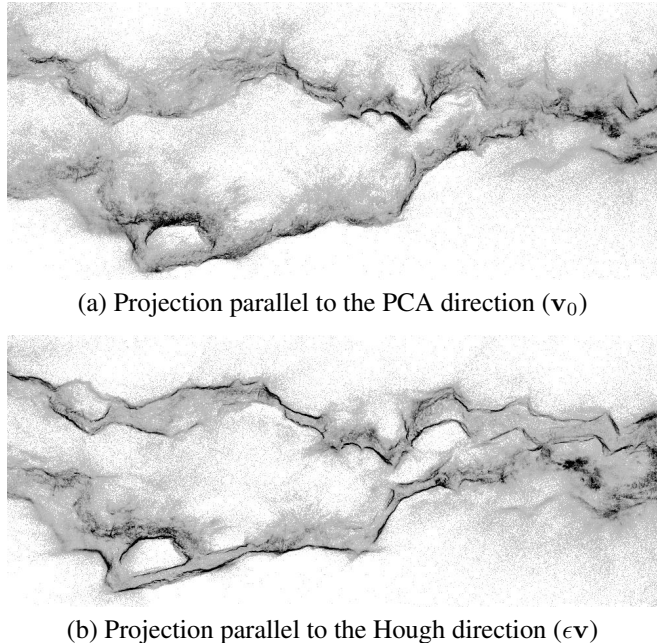 (a) Projection parallel to the PCA direction (v₀)
(b) Projection parallel to the Hough direction (ϵv)